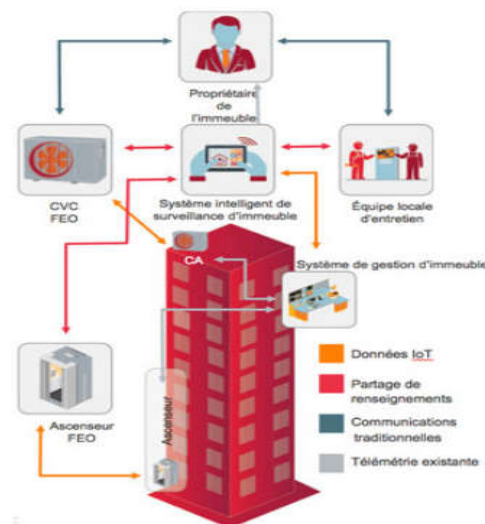 Propriétaire
de
l'immeuble
CVC
FEO
Système intelligent de
surveillance d'immeuble
Équipe locale
d'entretien
CA
Système de gestion d'immeuble
Ascenseur
Ascenseur
FEO
Données IoT
Partage de
renseignements
Communications
traditionnelles
Télémétrie existante